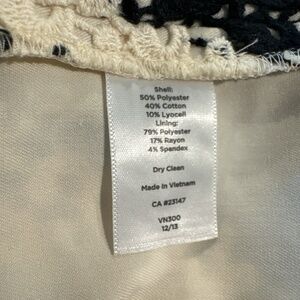 Shell:
50% Polyester
40% Cotton
10% Lyocell
Lining:
79% Polyester
17% Rayon
4% Spandex
Dry Clean
Made in Vietnam
CA #23147
VN300
12/13